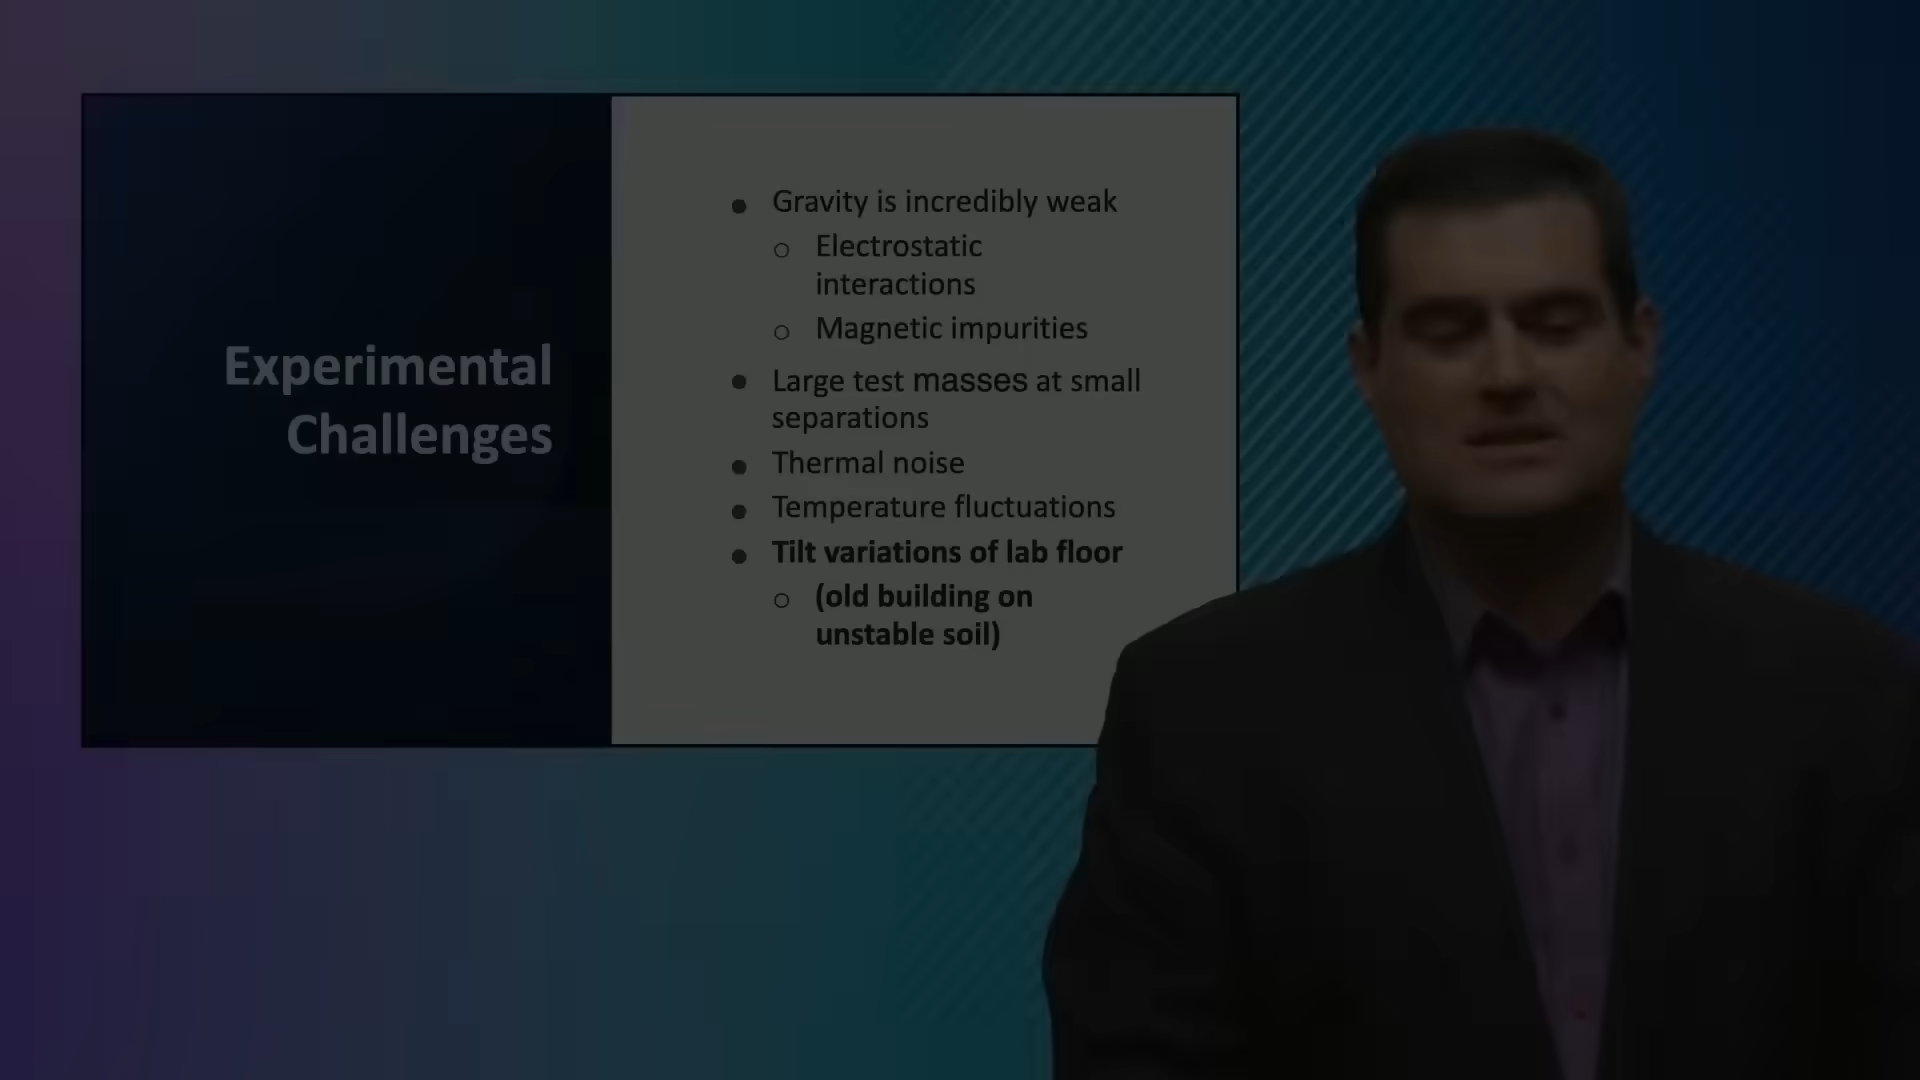 Experimental
Challenges
Gravity is incredibly weak
Electrostatic
interactions
Magnetic impurities
Large test masses at small
separations
Thermal noise
Temperature fluctuations
Tilt variations of lab floor
(old building on
unstable soil)